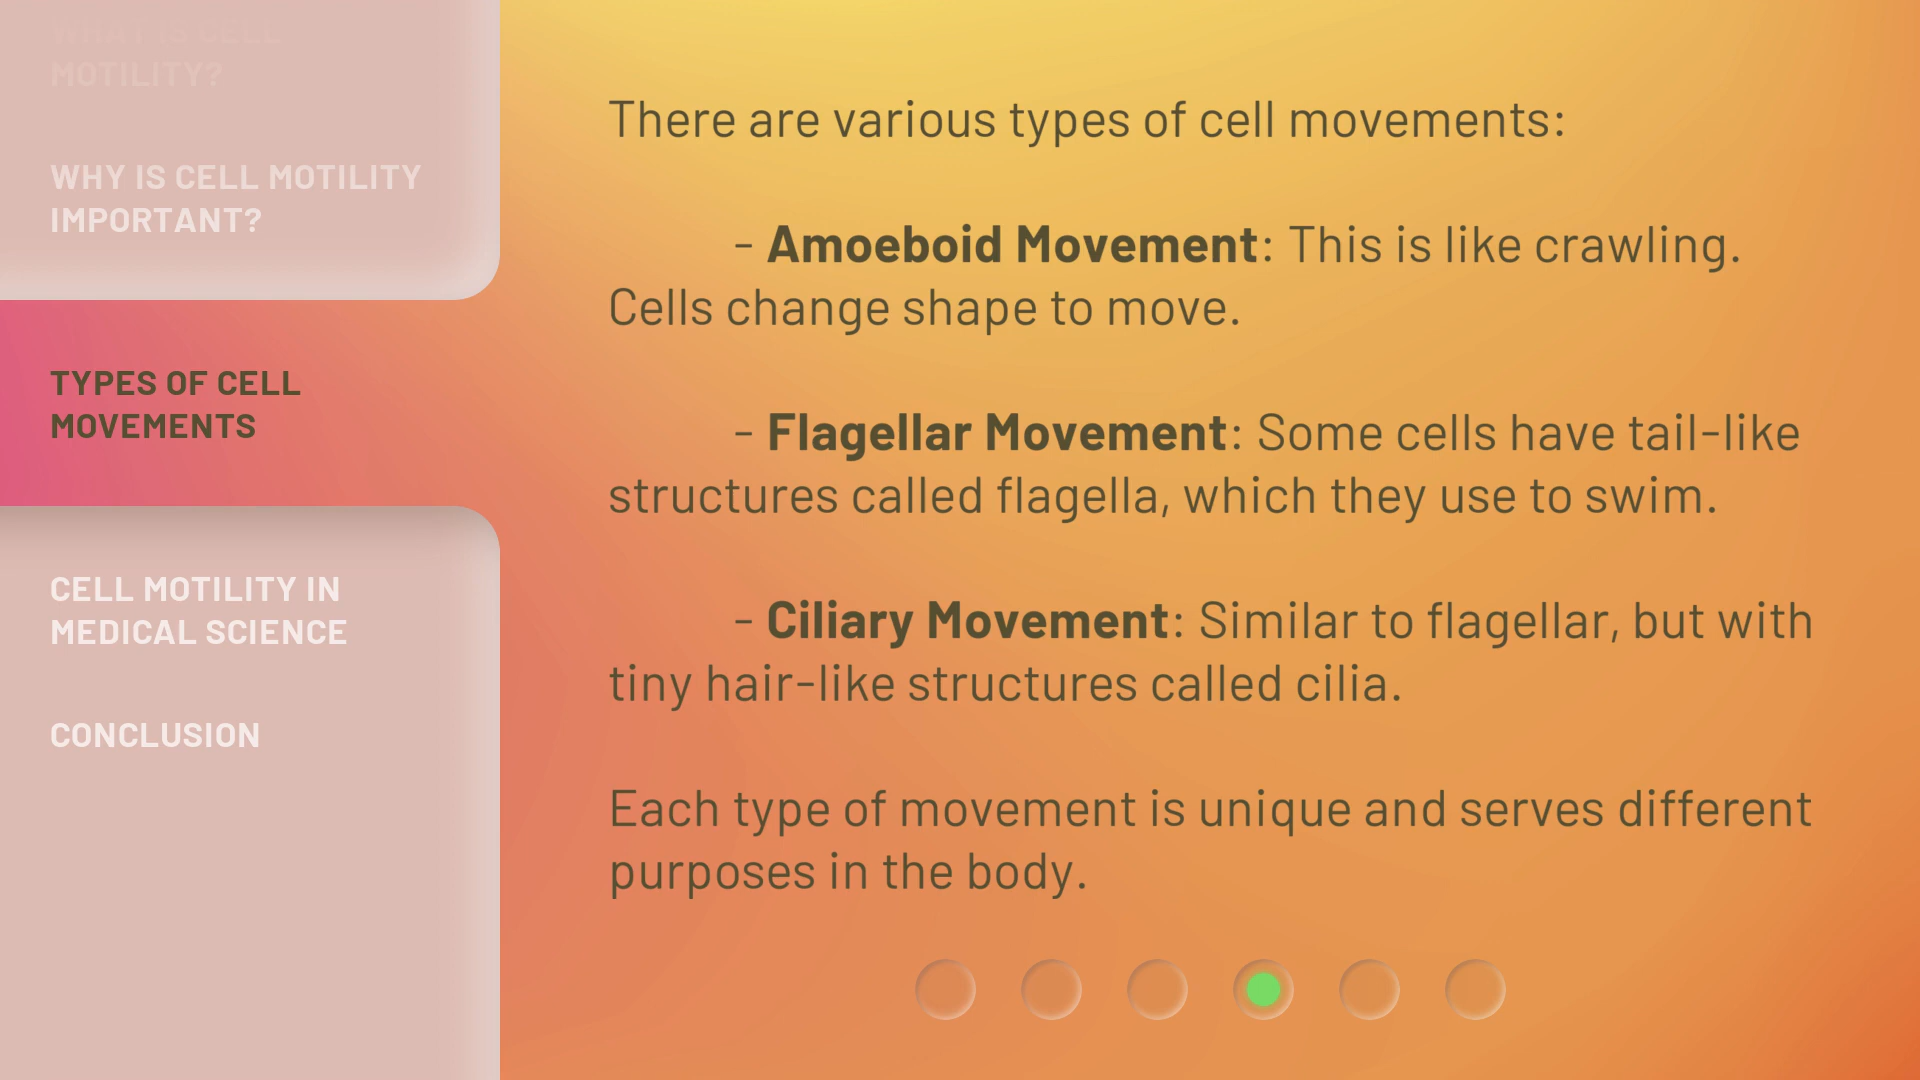 WHAT IS CELL
MOTILITY?
WHY IS CELL MOTILITY
IMPORTANT?
TYPES OF CELL
MOVEMENTS
CELL MOTILITY IN
MEDICAL SCIENCE
CONCLUSION
There are various types of cell movements:
- Amoeboid Movement: This is like crawling.
Cells change shape to move.
- Flagellar Movement: Some cells have tail-like
structures called flagella, which they use to swim.
- Ciliary Movement: Similar to flagellar, but with
tiny hair-like structures called cilia.
Each type of movement is unique and serves different
purposes in the body.